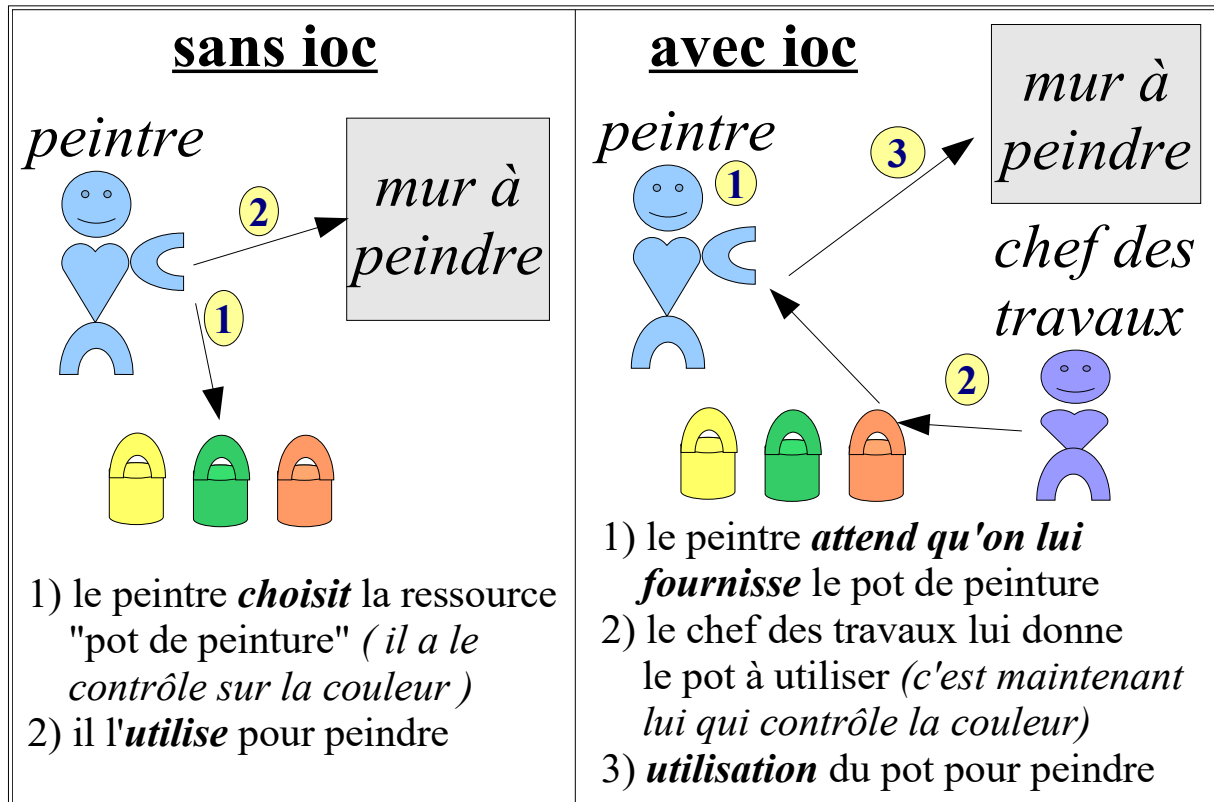 sans ioc
peintre
mur à
peindre
2
1
1) le peintre choisit la ressource
"pot de peinture" ( il a le
contrôle sur la couleur )
2) il l'utilise pour peindre
avec ioc
peintre
1
3
mur à
peindre
chef des
travaux
2
1) le peintre attend qu'on lui
fournisse le pot de peinture
2) le chef des travaux lui donne
le pot à utiliser (c'est maintenant
lui qui contrôle la couleur)
3) utilisation du pot pour peindre